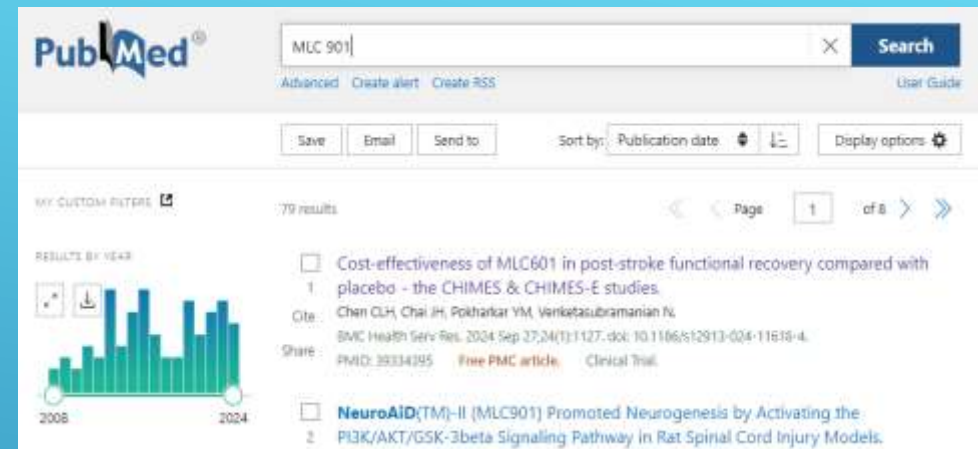 PubMed®
MLC 901
Search
Advanced Create alert Create RSS
User Guide
Save Email Send to Sort by: Publication date Display options
MY CUSTOM FILTERS
79 results
Page 1 of 8
RESULTS BY YEAR
Cost-effectiveness of MLC601 in post-stroke functional recovery compared with
1 placebo - the CHIMES & CHIMES-E studies.
Cite Chen CLH, Chai JH, Pokharkar YM, Venketasubramanian N.
BMC Health Serv Res. 2024 Sep 27;24(1):1127. doi: 10.1186/s12913-024-11618-4.
Share PMID: 39334395 Free PMC article. Clinical Trial.
2008 2024
NeuroAiD(TM)-II (MLC901) Promoted Neurogenesis by Activating the
2 PI3K/AKT/GSK-3beta Signaling Pathway in Rat Spinal Cord Injury Models.